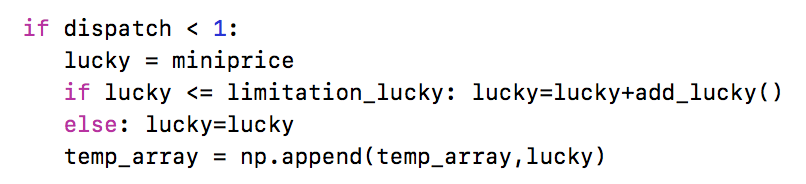 if dispatch < 1:
lucky = miniprice
if lucky <= limitation_lucky: lucky=lucky+add_lucky()
else: lucky=lucky
temp_array = np.append(temp_array,lucky)